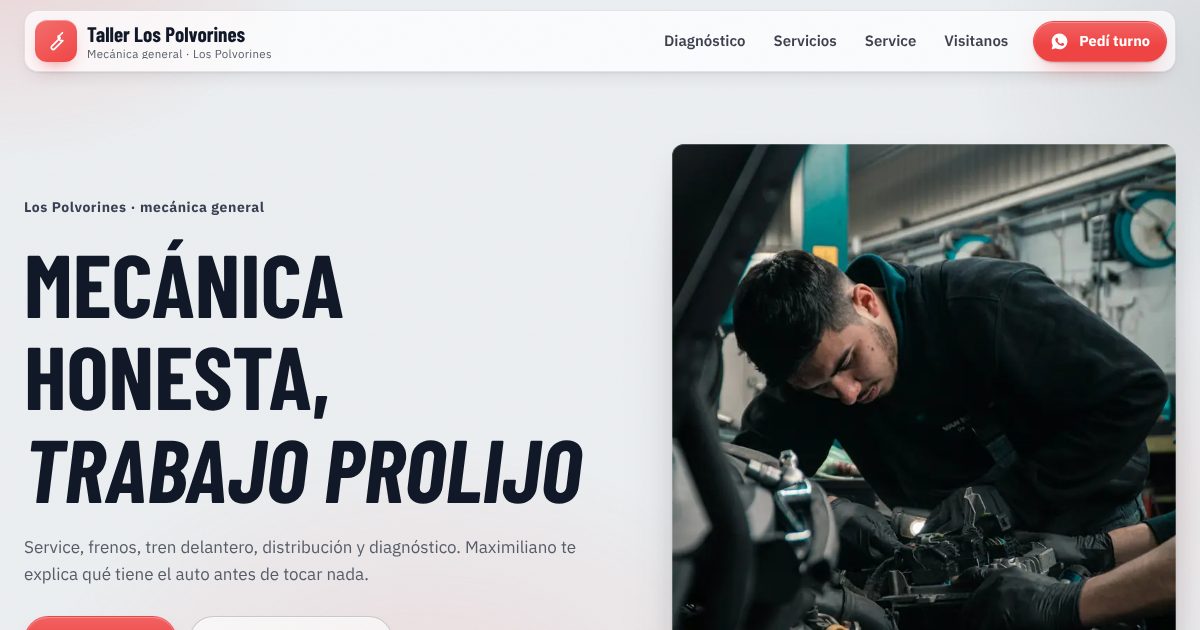 Taller Los Polvorines
Mecánica general · Los Polvorines
Diagnóstico
Servicios
Service
Visitanos
Pedí turno
Los Polvorines · mecánica general
MECÁNICA
HONESTA,
TRABAJO PROLIJO
Service, frenos, tren delantero, distribución y diagnóstico. Maximiliano te
explica qué tiene el auto antes de tocar nada.